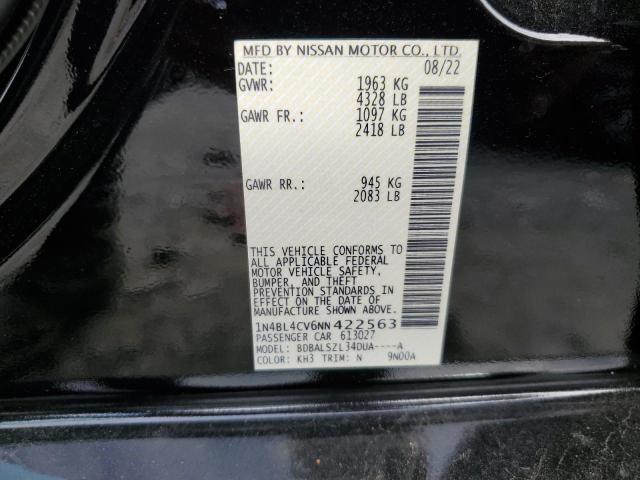 MFD BY NISSAN MOTOR CO., LTD.
DATE: 08/22
GVWR: 1963 KG
4328 LB
GAWR FR.: 1097 KG
2418 LB
GAWR RR.: 945 KG
2083 LB
THIS VEHICLE CONFORMS TO
ALL APPLICABLE FEDERAL
MOTOR VEHICLE SAFETY,
BUMPER, AND THEFT
PREVENTION STANDARDS
IN EFFECT ON THE DATE OF
MANUFACTURE SHOWN ABOVE.
1N4BL4CV6NN422563
PASSENGER CAR 613027
MODEL: BDBALSZL34DUA----A
COLOR: KH3 TRIM: N 9N00A